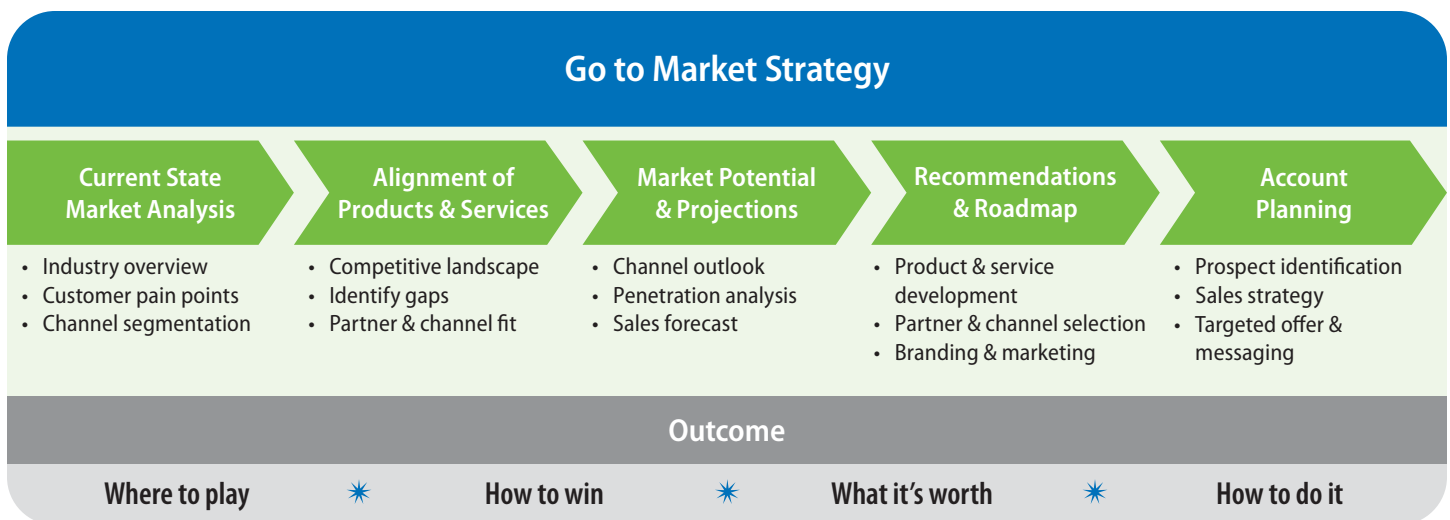 Go to Market Strategy
Current State
Market Analysis
Alignment of
Products & Services
Market Potential
& Projections
Recommendations
& Roadmap
Account
Planning
• Industry overview
• Customer pain points
• Channel segmentation
• Competitive landscape
• Identify gaps
• Partner & channel fit
• Channel outlook
• Penetration analysis
• Sales forecast
• Product & service
development
• Partner & channel selection
• Branding & marketing
• Prospect identification
• Sales strategy
• Targeted offer &
messaging
Outcome
Where to play
How to win
What it's worth
How to do it